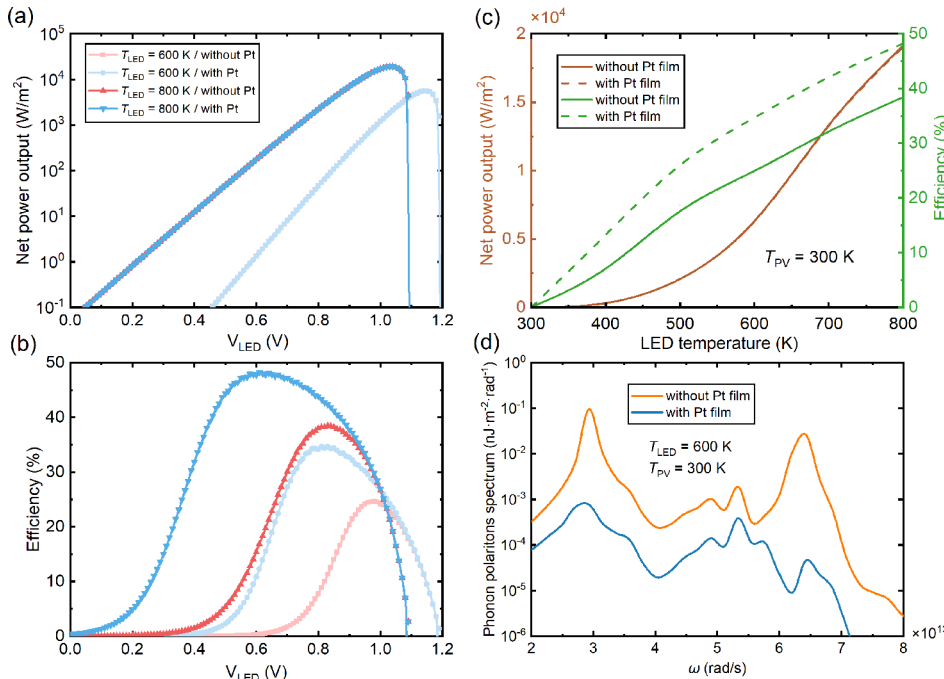 (a)
10^5
10^4
10^3
10^2
10^1
10^0
10^-1
Net power output (W/m²)
T_LED = 600 K / without Pt
T_LED = 600 K / with Pt
T_LED = 800 K / without Pt
T_LED = 800 K / with Pt
0.0 0.2 0.4 0.6 0.8 1.0 1.2
V_LED (V)
(c)
×10^4
2
1.5
1
0.5
0
Net power output (W/m²)
without Pt film
with Pt film
without Pt film
with Pt film
T_PV = 300 K
50
40
30
20
10
0
Efficiency (%)
300 400 500 600 700 800
LED temperature (K)
(b)
50
40
30
20
10
0
Efficiency (%)
0.0 0.2 0.4 0.6 0.8 1.0 1.2
V_LED (V)
(d)
10^0
10^-1
10^-2
10^-3
10^-4
10^-5
10^-6
Phonon polaritions spectrum (nJ·m^-2·rad^-1)
without Pt film
with Pt film
T_LED = 600 K
T_PV = 300 K
2 3 4 5 6 7 8
×10^13
ω (rad/s)